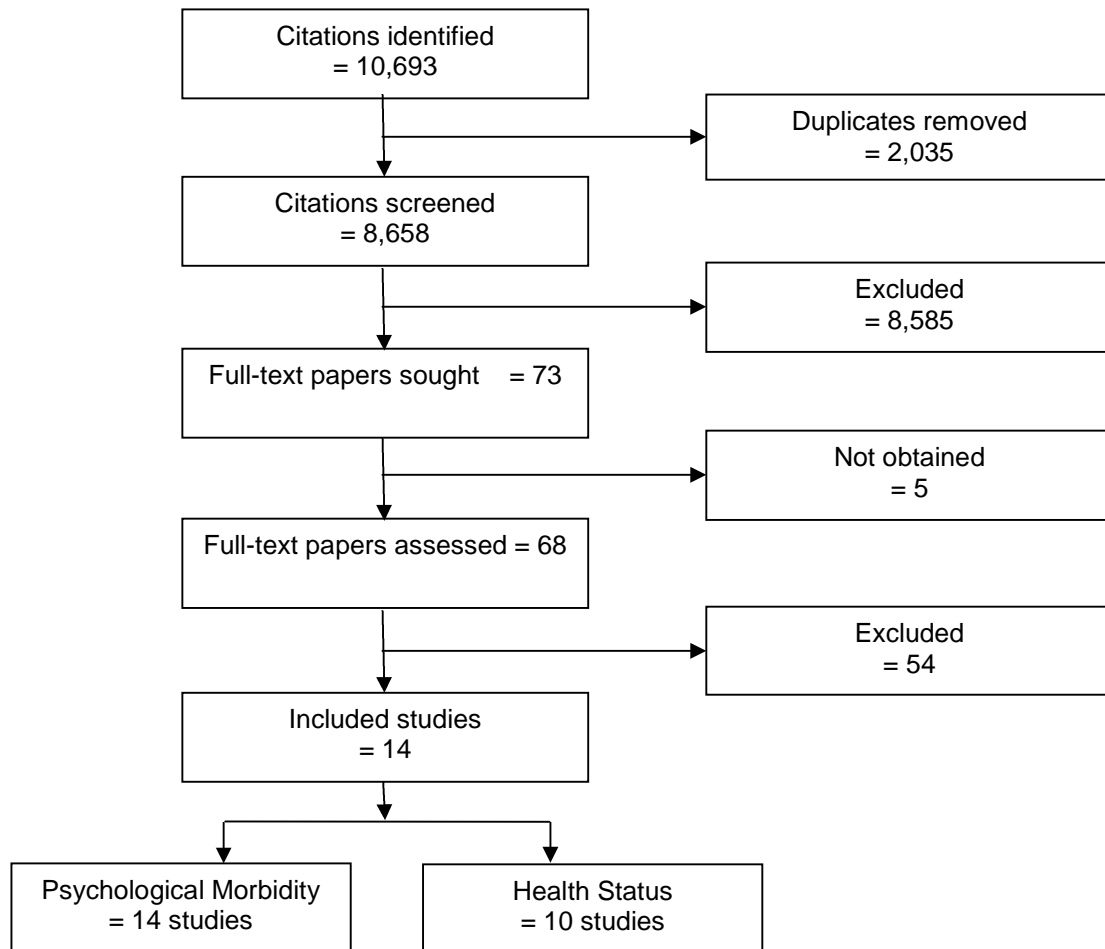 Citations identified
= 10,693
Duplicates removed
= 2,035
Citations screened
= 8,658
Excluded
= 8,585
Full-text papers sought = 73
Not obtained
= 5
Full-text papers assessed = 68
Excluded
= 54
Included studies
= 14
Psychological Morbidity
= 14 studies
Health Status
= 10 studies